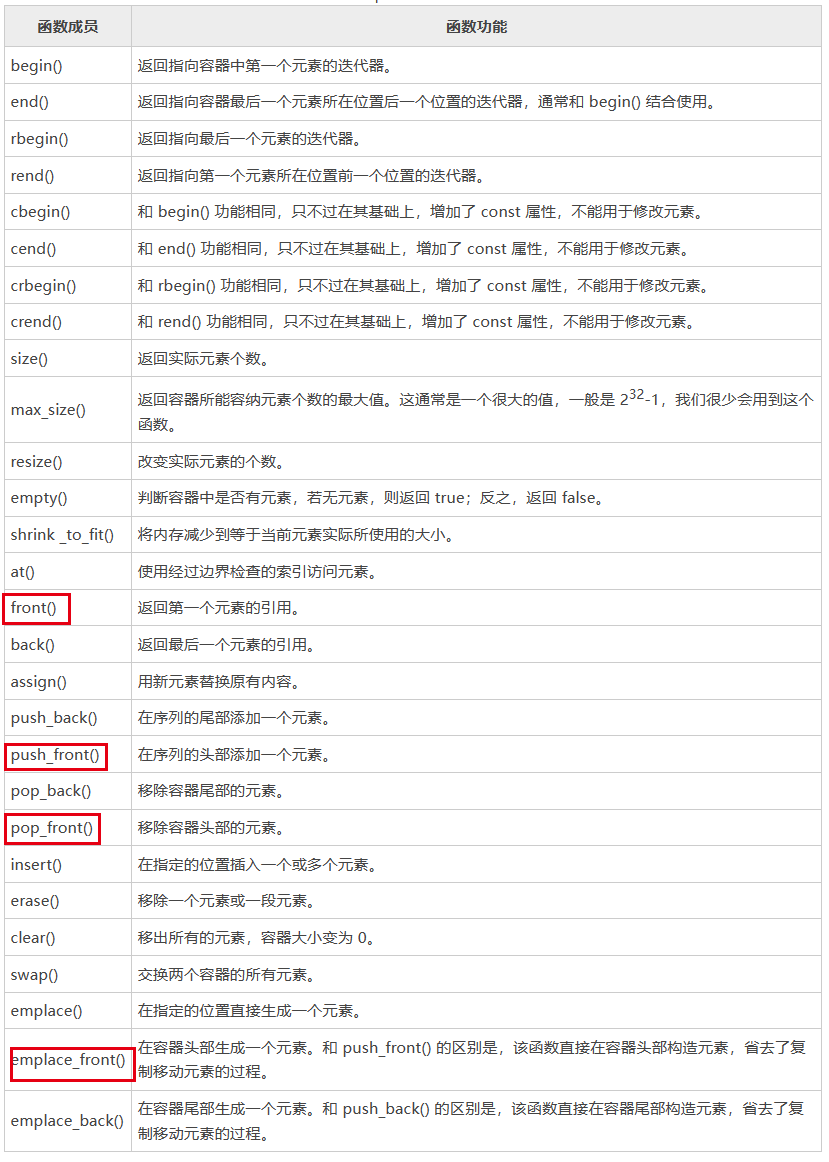 函数成员 函数功能
begin() 返回指向容器中第一个元素的迭代器。
end() 返回指向容器最后一个元素所在位置后一个位置的迭代器，通常和 begin() 结合使用。
rbegin() 返回指向最后一个元素的迭代器。
rend() 返回指向第一个元素所在位置前一个位置的迭代器。
cbegin() 和 begin() 功能相同，只不过在其基础上，增加了 const 属性，不能用于修改元素。
cend() 和 end() 功能相同，只不过在其基础上，增加了 const 属性，不能用于修改元素。
crbegin() 和 rbegin() 功能相同，只不过在其基础上，增加了 const 属性，不能用于修改元素。
crend() 和 rend() 功能相同，只不过在其基础上，增加了 const 属性，不能用于修改元素。
size() 返回实际元素个数。
max_size() 返回容器所能容纳元素个数的最大值。这通常是一个很大的值，一般是 2³²-1，我们很少会用到这个
函数。
resize() 改变实际元素的个数。
empty() 判断容器中是否有元素，若无元素，则返回 true；反之，返回 false。
shrink _to_fit() 将内存减少到等于当前元素实际所使用的大小。
at() 使用经过边界检查的索引访问元素。
front() 返回第一个元素的引用。
back() 返回最后一个元素的引用。
assign() 用新元素替换原有内容。
push_back() 在序列的尾部添加一个元素。
push_front() 在序列的头部添加一个元素。
pop_back() 移除容器尾部的元素。
pop_front() 移除容器头部的元素。
insert() 在指定的位置插入一个或多个元素。
erase() 移除一个元素或一段元素。
clear() 移出所有的元素，容器大小变为 0。
swap() 交换两个容器的所有元素。
emplace() 在指定的位置直接生成一个元素。
emplace_front() 在容器头部生成一个元素。和 push_front() 的区别是，该函数直接在容器头部构造元素，省去了复
制移动元素的过程。
emplace_back() 在容器尾部生成一个元素。和 push_back() 的区别是，该函数直接在容器尾部构造元素，省去了复
制移动元素的过程。